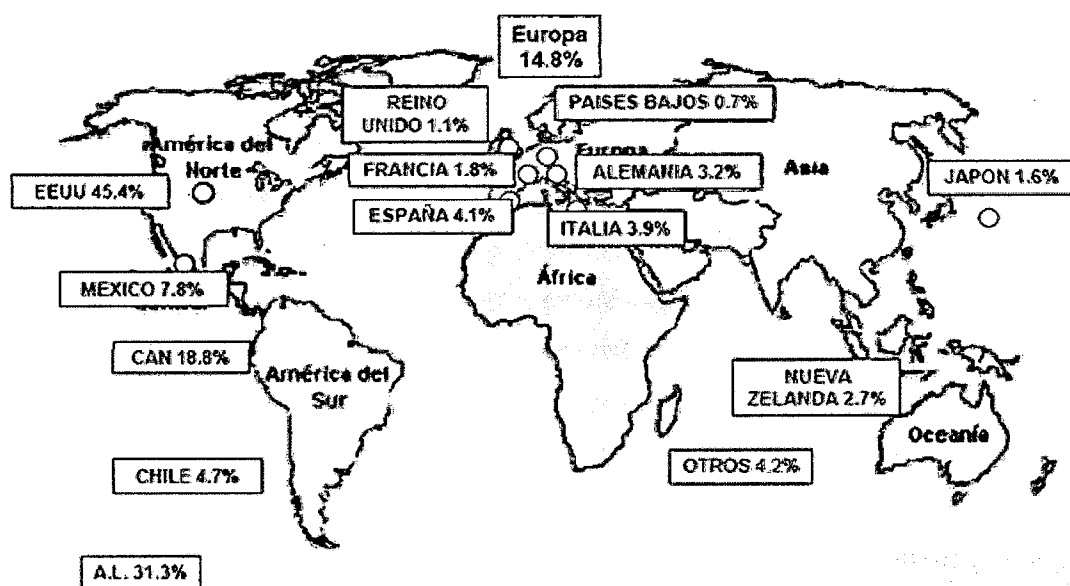 Europa
14.8%
REINO
UNIDO 1.1%
PAISES BAJOS 0.7%
América del
Norte
Europa
FRANCIA 1.8%
ALEMANIA 3.2%
Asia
JAPON 1.6%
EEUU 45.4%
ESPAÑA 4.1%
ITALIA 3.9%
África
MEXICO 7.8%
CAN 18.8%
América del
Sur
NUEVA
ZELANDA 2.7%
Oceanía
CHILE 4.7%
OTROS 4.2%
A.L. 31.3%